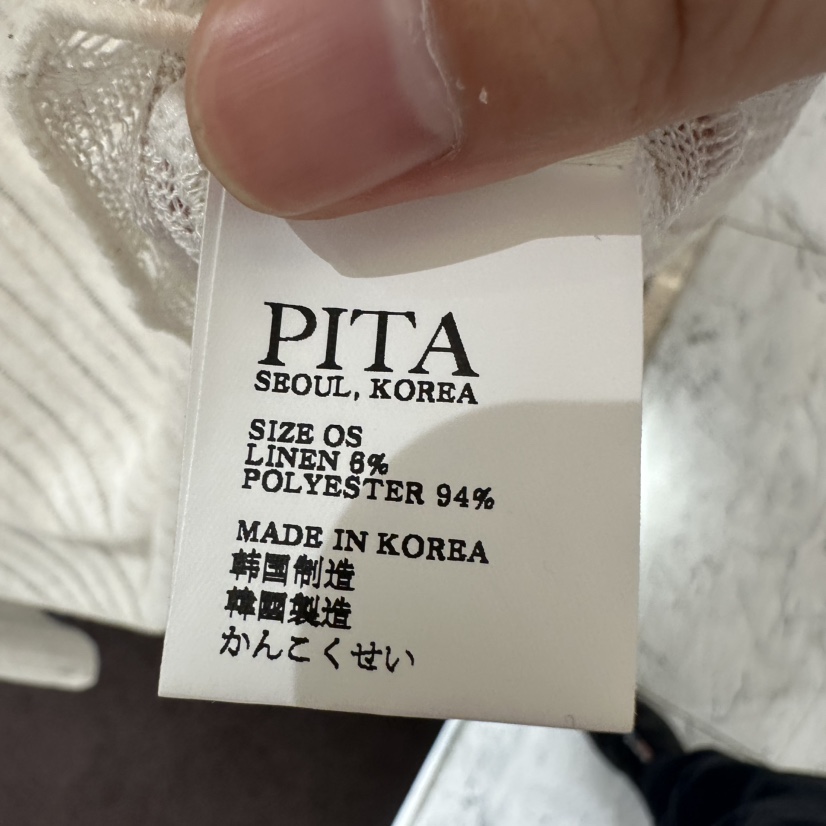 PITA
SEOUL, KOREA
SIZE OS
LINEN 6%
POLYESTER 94%
MADE IN KOREA
韩国制造
韓國製造
かんこくせい